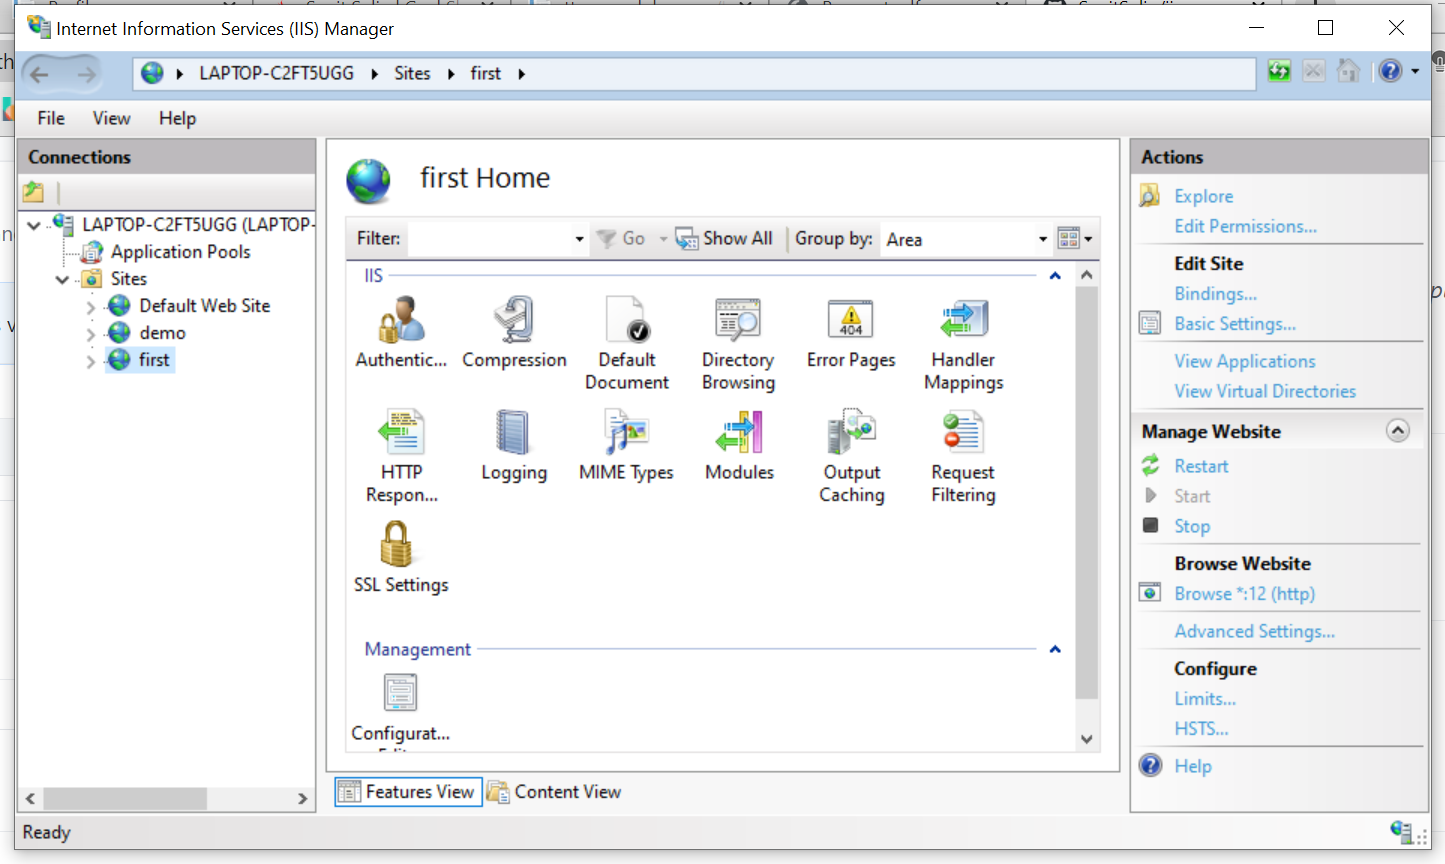 Internet Information Services (IIS) Manager
LAPTOP-C2FT5UGG Sites first
File View Help
Connections
LAPTOP-C2FT5UGG (LAPTOP-
Application Pools
Sites
Default Web Site
demo
first
first Home
Filter: Go Show All Group by: Area
IIS
Authentic... Compression Default Document Directory Browsing Error Pages Handler Mappings
404
HTTP Respon... Logging MIME Types Modules Output Caching Request Filtering
SSL Settings
Management
Configurat...
Features View Content View
Actions
Explore
Edit Permissions...
Edit Site
Bindings...
Basic Settings...
View Applications
View Virtual Directories
Manage Website
Restart
Start
Stop
Browse Website
Browse *:12 (http)
Advanced Settings...
Configure
Limits...
HSTS...
Help
Ready